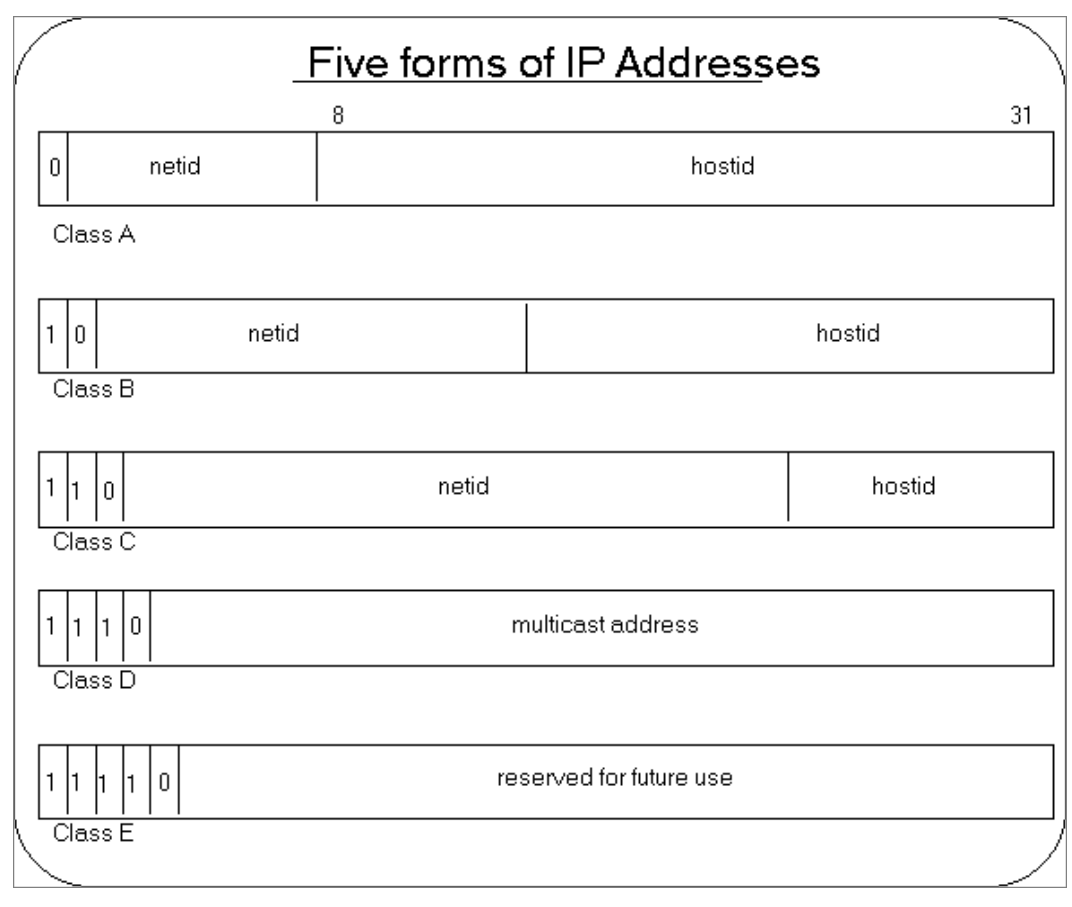 Five forms of IP Addresses
8 31
0 netid hostid
Class A
1 0 netid hostid
Class B
1 1 0 netid hostid
Class C
1 1 1 0 multicast address
Class D
1 1 1 1 0 reserved for future use
Class E